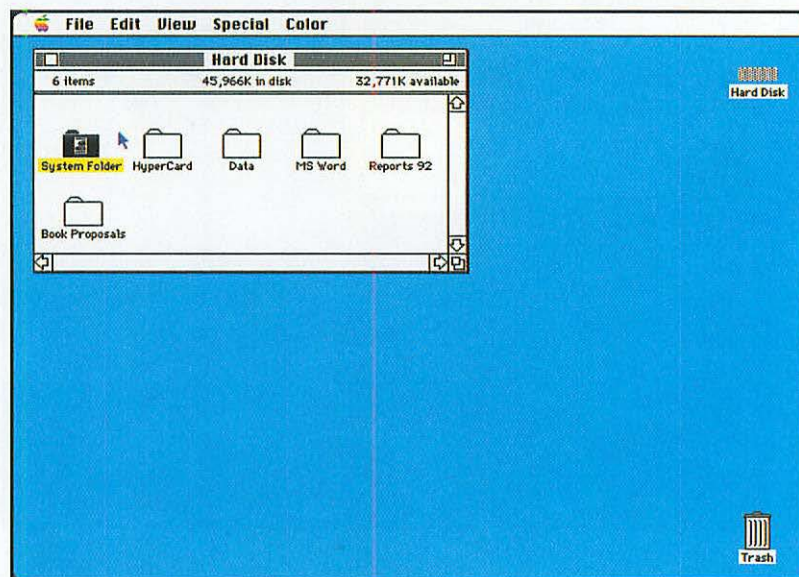 File Edit View Special Color
Hard Disk
6 items 45,966K in disk 32,771K available
Hard Disk
System Folder HyperCard Data MS Word Reports 92
Book Proposals
Trash